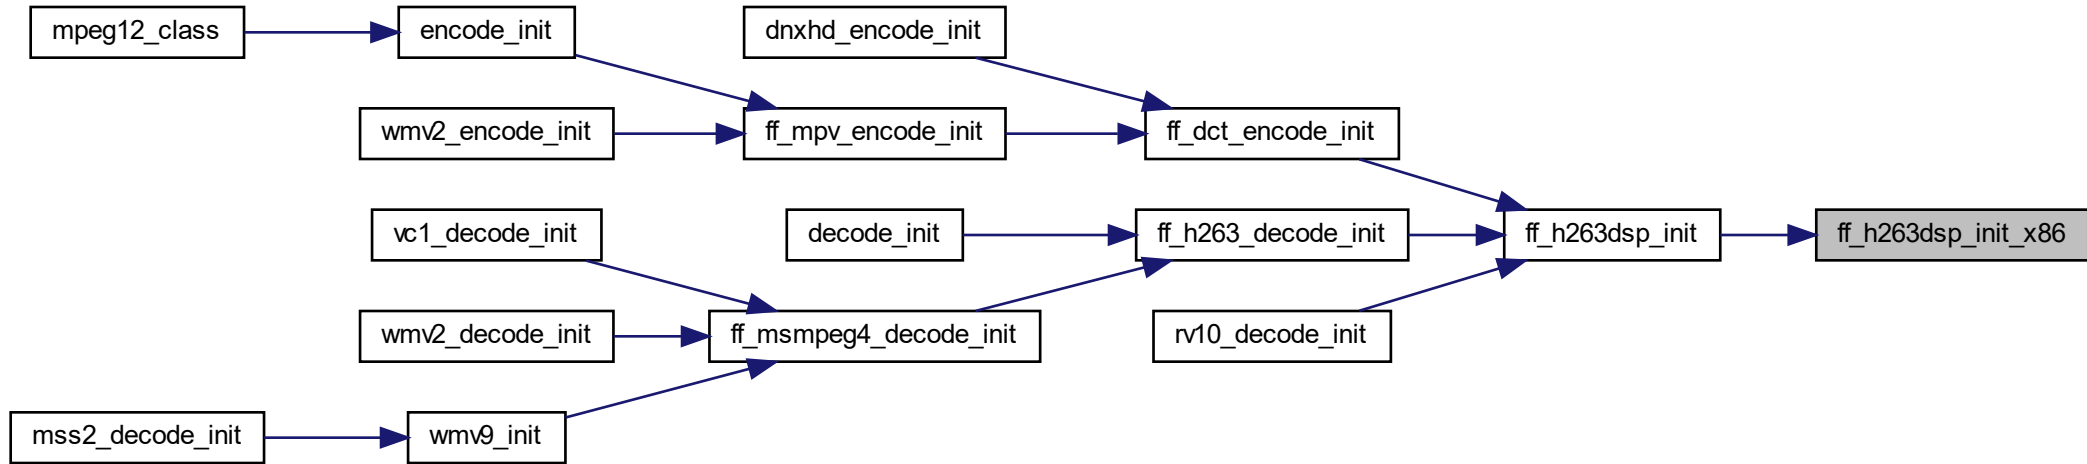 mpeg12_class
encode_init
dnxhd_encode_init
wmv2_encode_init
ff_mpv_encode_init
ff_dct_encode_init
vc1_decode_init
decode_init
ff_h263_decode_init
ff_h263dsp_init
ff_h263dsp_init_x86
wmv2_decode_init
ff_msmpeg4_decode_init
rv10_decode_init
mss2_decode_init
wmv9_init